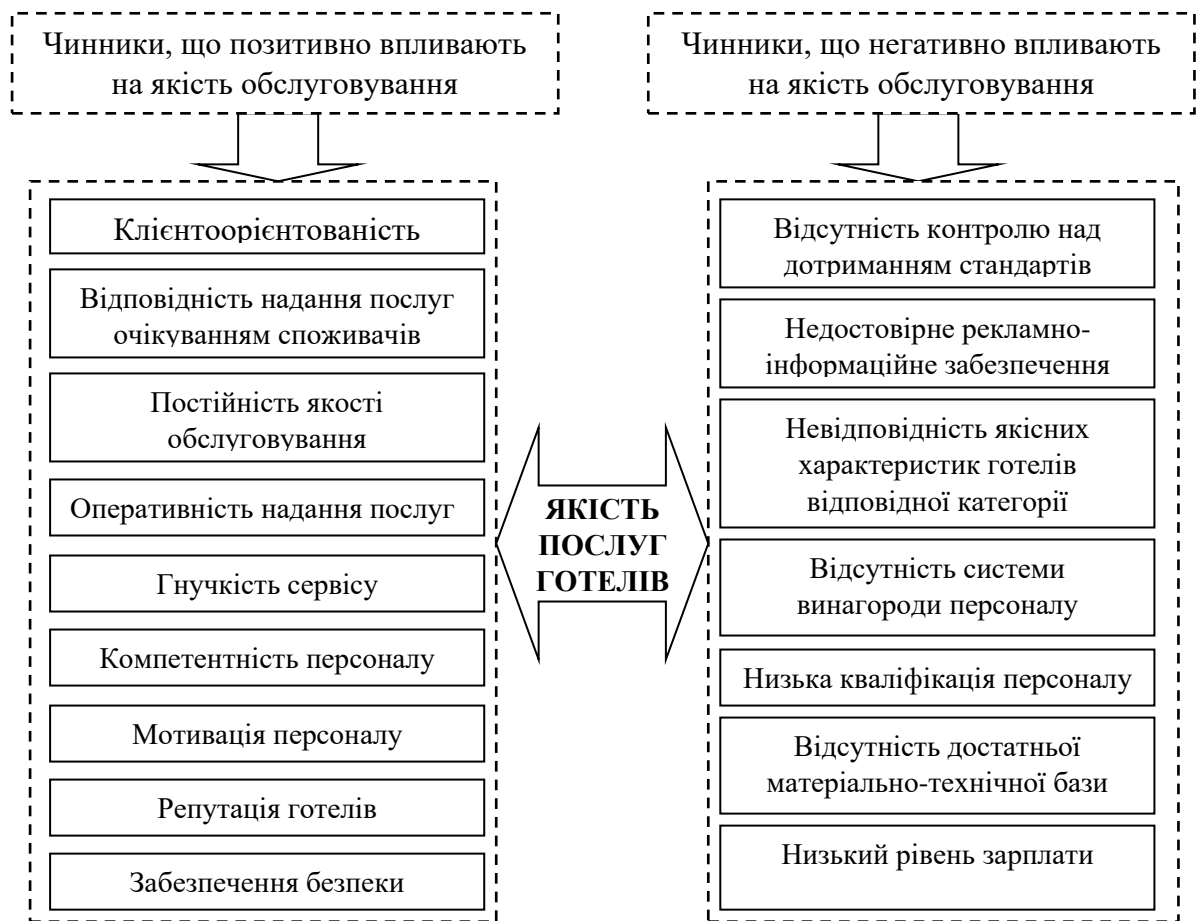 Чинники, що позитивно впливають
на якість обслуговування
Чинники, що негативно впливають
на якість обслуговування
Клієнтоорієнтованість
Відповідність надання послуг
очікуванням споживачів
Постійність якості
обслуговування
Оперативність надання послуг
Гнучкість сервісу
Компетентність персоналу
Мотивація персоналу
Репутація готелів
Забезпечення безпеки
ЯКІСТЬ
ПОСЛУГ
ГОТЕЛІВ
Відсутність контролю над
дотриманням стандартів
Недостовірне рекламно-
інформаційне забезпечення
Невідповідність якісних
характеристик готелів
відповідної категорії
Відсутність системи
винагороди персоналу
Низька кваліфікація персоналу
Відсутність достатньої
матеріально-технічної бази
Низький рівень зарплати